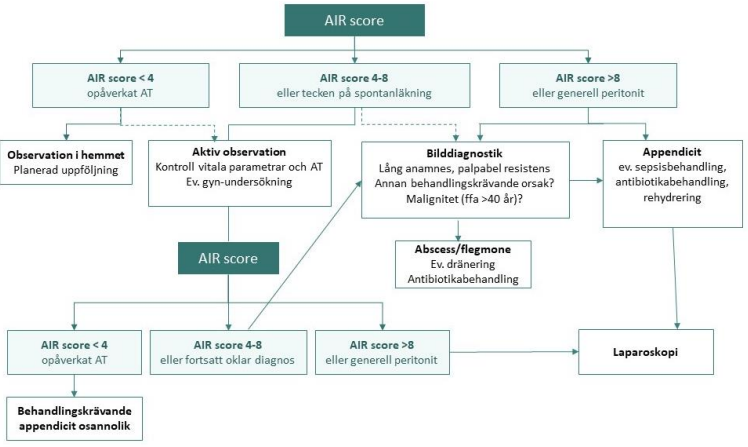 AIR score
AIR score < 4
opåverkat AT
AIR score 4-8
eller tecken på spontanläkning
AIR score >8
eller generell peritonit
Observation i hemmet
Planerad uppföljning
Aktiv observation
Kontroll vitala parametrar och AT
Ev. gyn-undersökning
Bilddiagnostik
Lång anamnes, palpabel resistens
Annan behandlingskrävande orsak?
Malignitet (ffa >40 år)?
Appendicit
ev. sepsisbehandling,
antibiotikabehandling,
rehydrering
AIR score
Abscess/flegmone
Ev. dränering
Antibiotikabehandling
AIR score < 4
opåverkat AT
AIR score 4-8
eller fortsatt oklar diagnos
AIR score >8
eller generell peritonit
Laparoskopi
Behandlingskrävande
appendicit osannolik